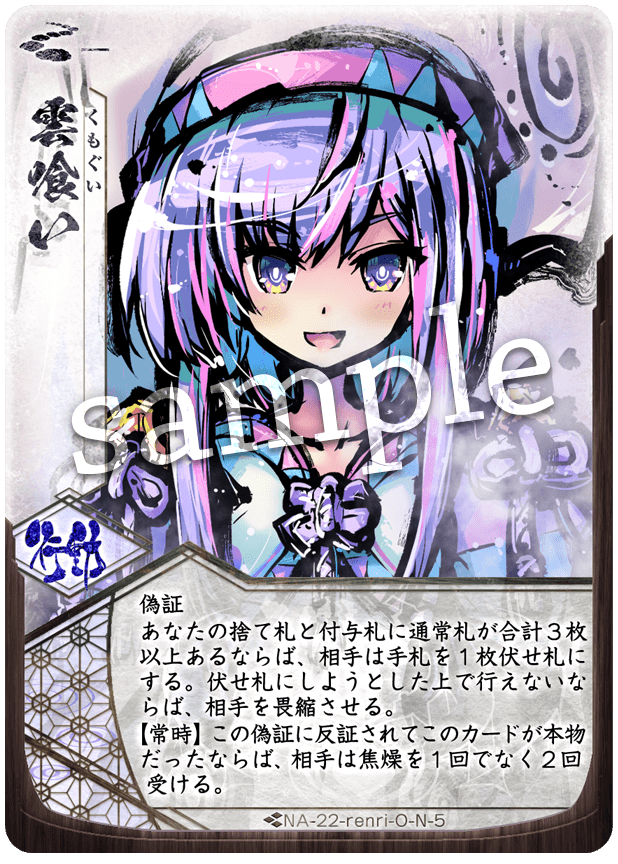 雲喰い
くもぐい
sample
行動
偽証
あなたの捨て札と付与札に通常札が合計3枚
以上あるならば、相手は手札を1枚伏せ札に
する。伏せ札にしようとした上で行えないな
らば、相手を畏縮させる。
【常時】この偽証に反証されてこのカードが本物
だったならば、相手は焦燥を1回でなく2回
受ける。
NA-22-renri-O-N-5